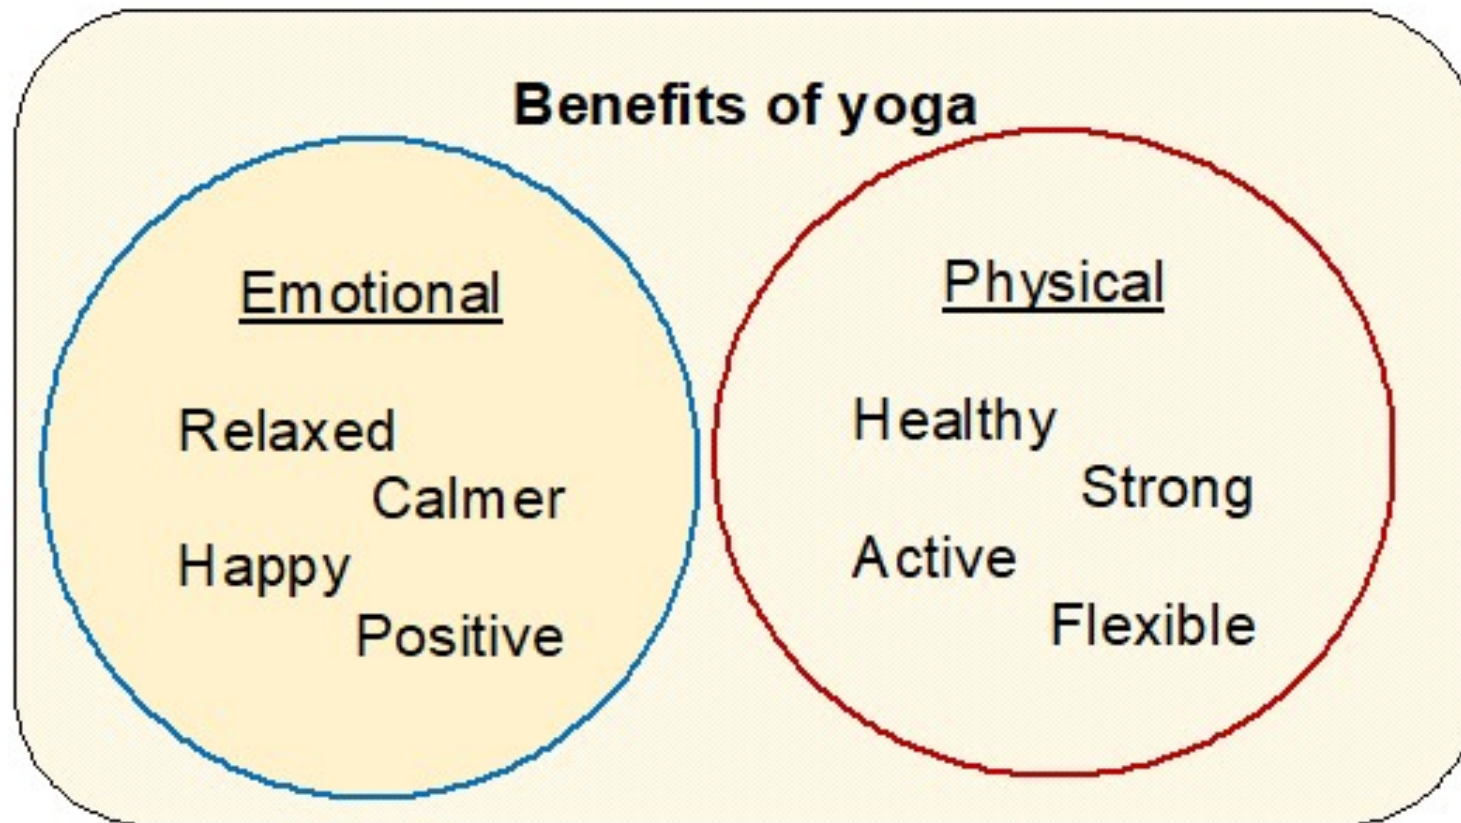 Benefits of yoga
Emotional
Relaxed
Calmer
Happy
Positive
Physical
Healthy
Strong
Active
Flexible